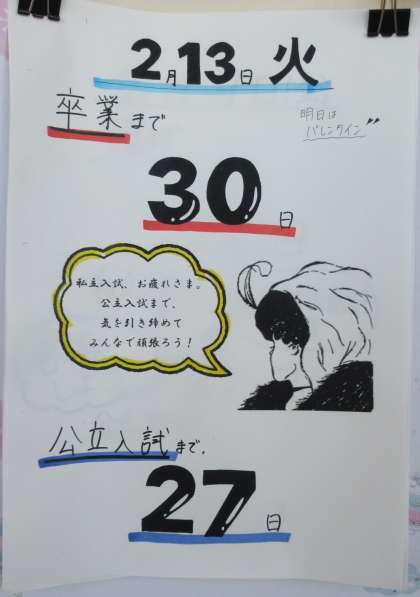 2月13日 火
卒業まで
明日は
バレンタイン"
30日
私立入試、お疲れさま。
公立入試まで、
気を引き締めて
みんなで頑張ろう！
公立入試まで、
27日